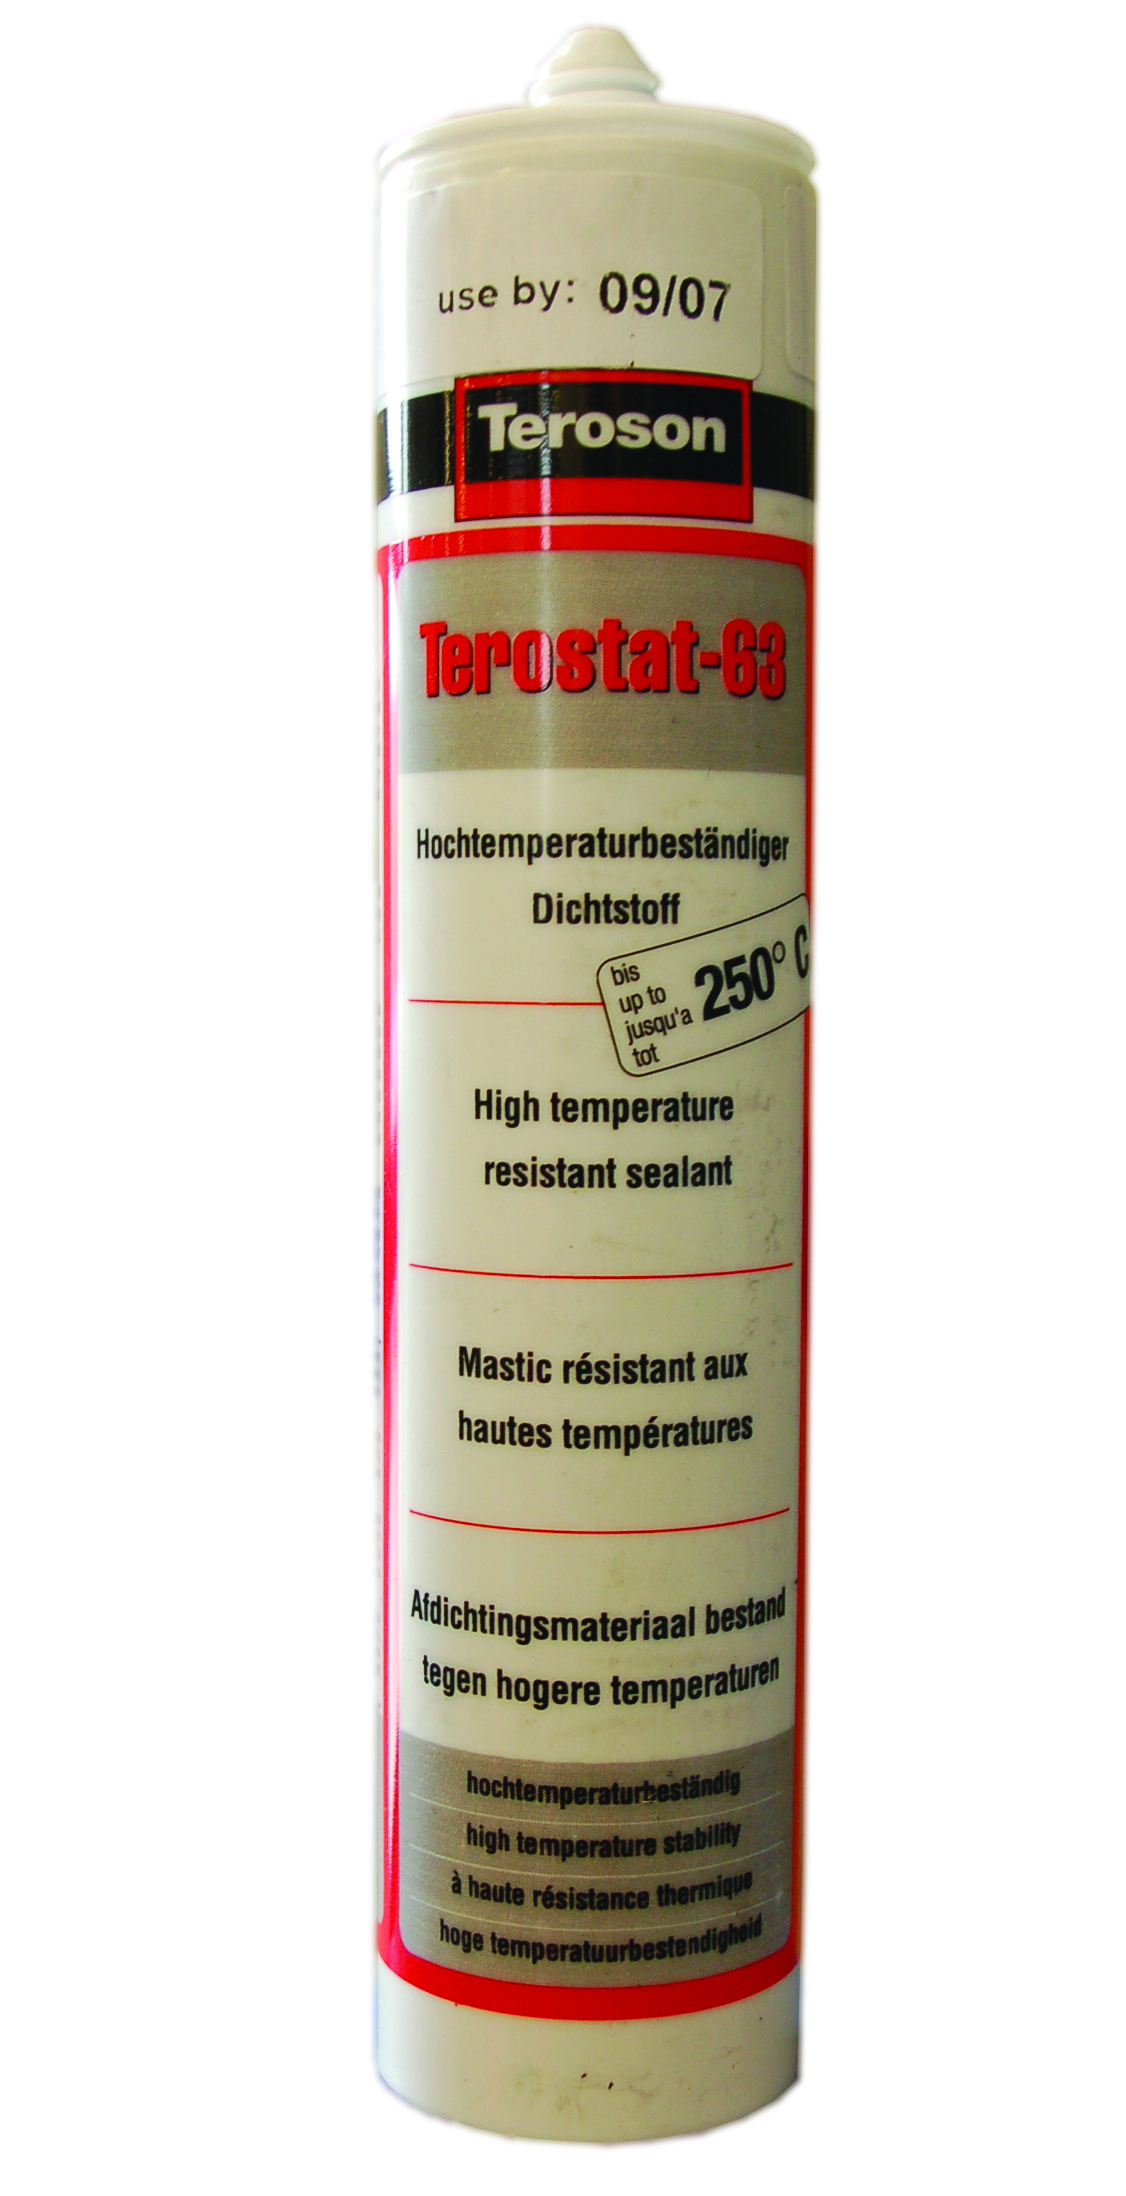 use by: 09/07
Teroson
Terostat-63
Hochtemperaturbeständiger
Dichtstoff
bis
up to
jusqu'a
tot
250° C
High temperature
resistant sealant
Mastic résistant aux
hautes températures
Afdichtingsmateriaal bestand
tegen hogere temperaturen
hochtemperaturbeständig
high temperature stability
à haute résistance thermique
hoge temperatuurbestendigheid